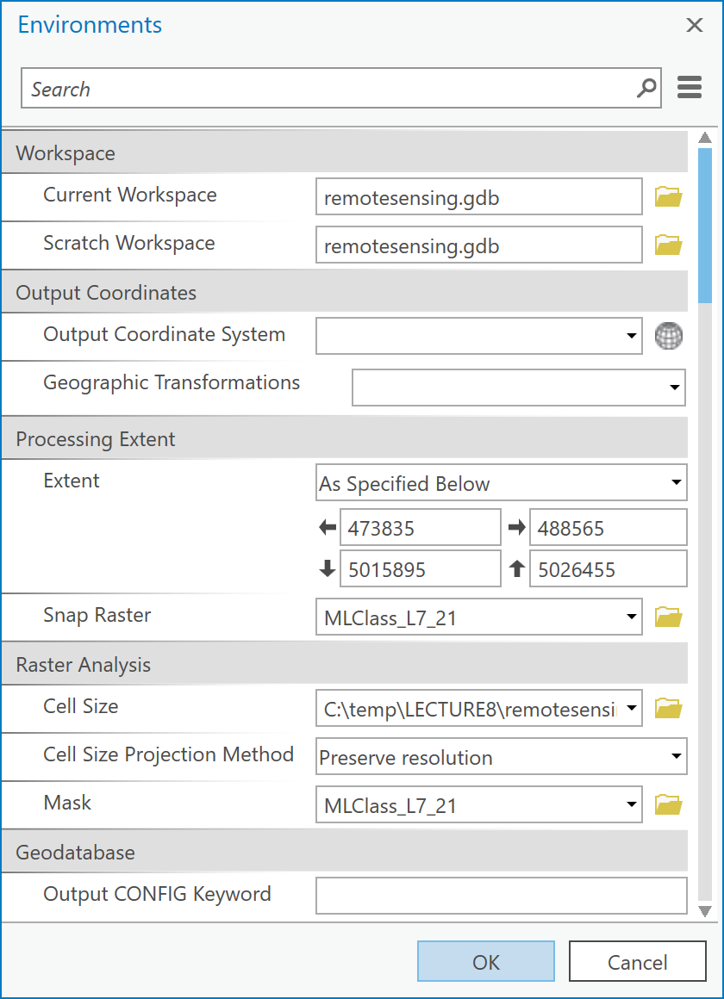 Environments
Search
Workspace
Current Workspace remotesensing.gdb
Scratch Workspace remotesensing.gdb
Output Coordinates
Output Coordinate System
Geographic Transformations
Processing Extent
Extent As Specified Below
473835 488565
5015895 5026455
Snap Raster MLClass_L7_21
Raster Analysis
Cell Size C:\temp\LECTURE8\remotesensi
Cell Size Projection Method Preserve resolution
Mask MLClass_L7_21
Geodatabase
Output CONFIG Keyword
OK Cancel